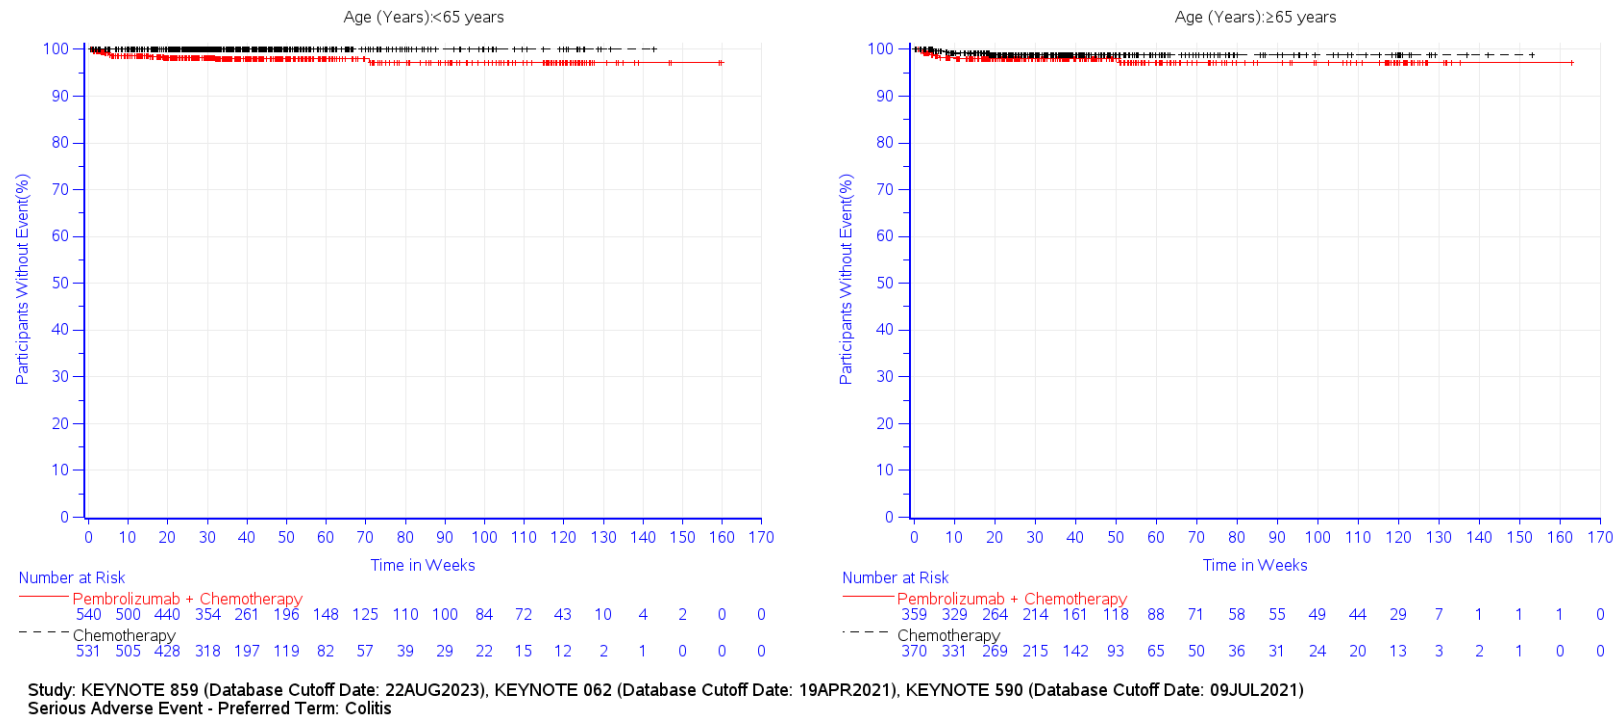 Age (Years):<65 years
Participants Without Event(%)
100
90
80
70
60
50
40
30
20
10
0
0 10 20 30 40 50 60 70 80 90 100 110 120 130 140 150 160 170
Time in Weeks
Number at Risk
Pembrolizumab + Chemotherapy
540 500 440 354 261 196 148 125 110 100 84 72 43 10 4 2 0 0
Chemotherapy
531 505 428 318 197 119 82 57 39 29 22 15 12 2 1 0 0 0
Age (Years):≥65 years
Participants Without Event(%)
100
90
80
70
60
50
40
30
20
10
0
0 10 20 30 40 50 60 70 80 90 100 110 120 130 140 150 160 170
Time in Weeks
Number at Risk
Pembrolizumab + Chemotherapy
359 329 264 214 161 118 88 71 58 55 49 44 29 7 1 1 1 0
Chemotherapy
370 331 269 215 142 93 65 50 36 31 24 20 13 3 2 1 0 0
Study: KEYNOTE 859 (Database Cutoff Date: 22AUG2023), KEYNOTE 062 (Database Cutoff Date: 19APR2021), KEYNOTE 590 (Database Cutoff Date: 09JUL2021)
Serious Adverse Event - Preferred Term: Colitis